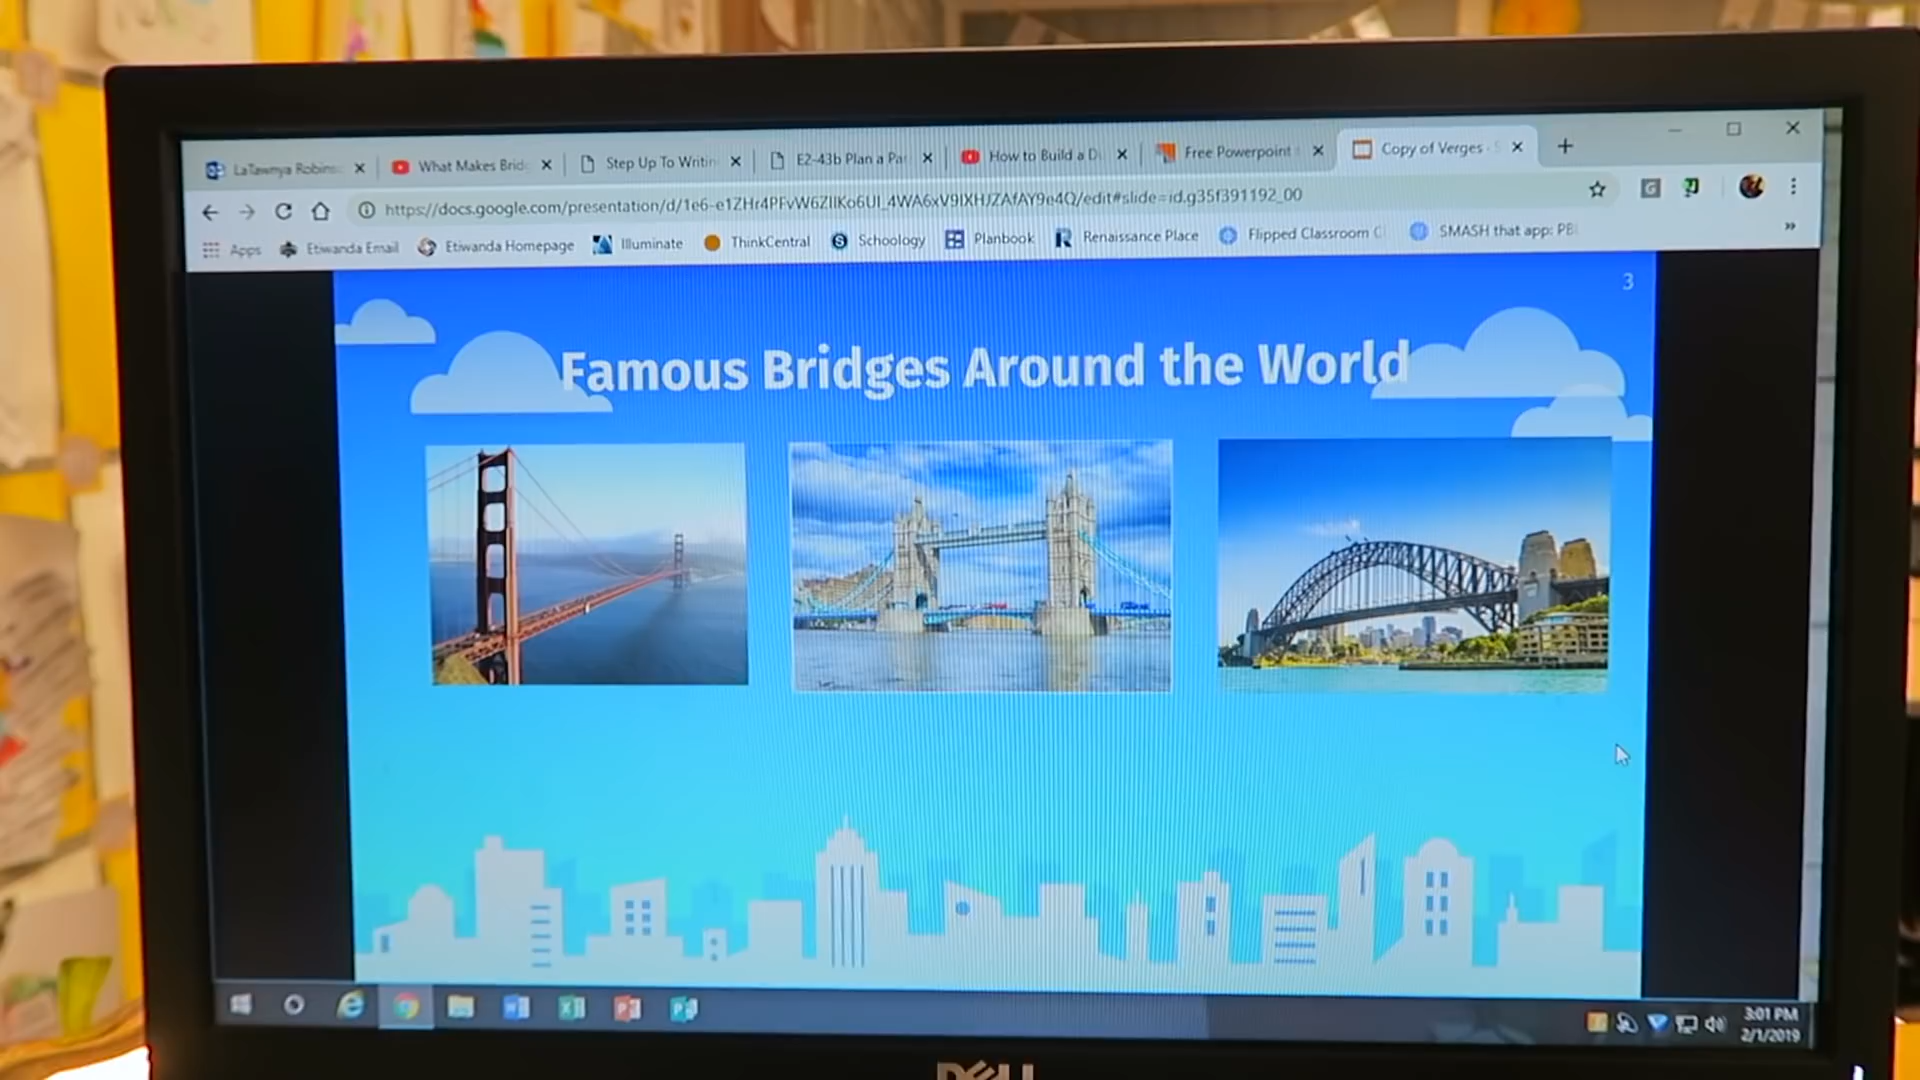 LaTawnya Robins
What Makes Brid
Step Up To Writin
E2-43b Plan a Par
How to Build a D
Free Powerpoint
Copy of Verges - S
https://docs.google.com/presentation/d/1e6-e1ZHr4PFvW6ZIlKo6UI_4WA6xV9IXHJZAfAY9e4Q/edit#slide=id.g35f391192_00
Apps
Etiwanda Email
Etiwanda Homepage
Illuminate
ThinkCentral
Schoology
Planbook
Renaissance Place
Flipped Classroom C
SMASH that app: PB
3
Famous Bridges Around the World
3:01 PM
2/1/2019
DELL